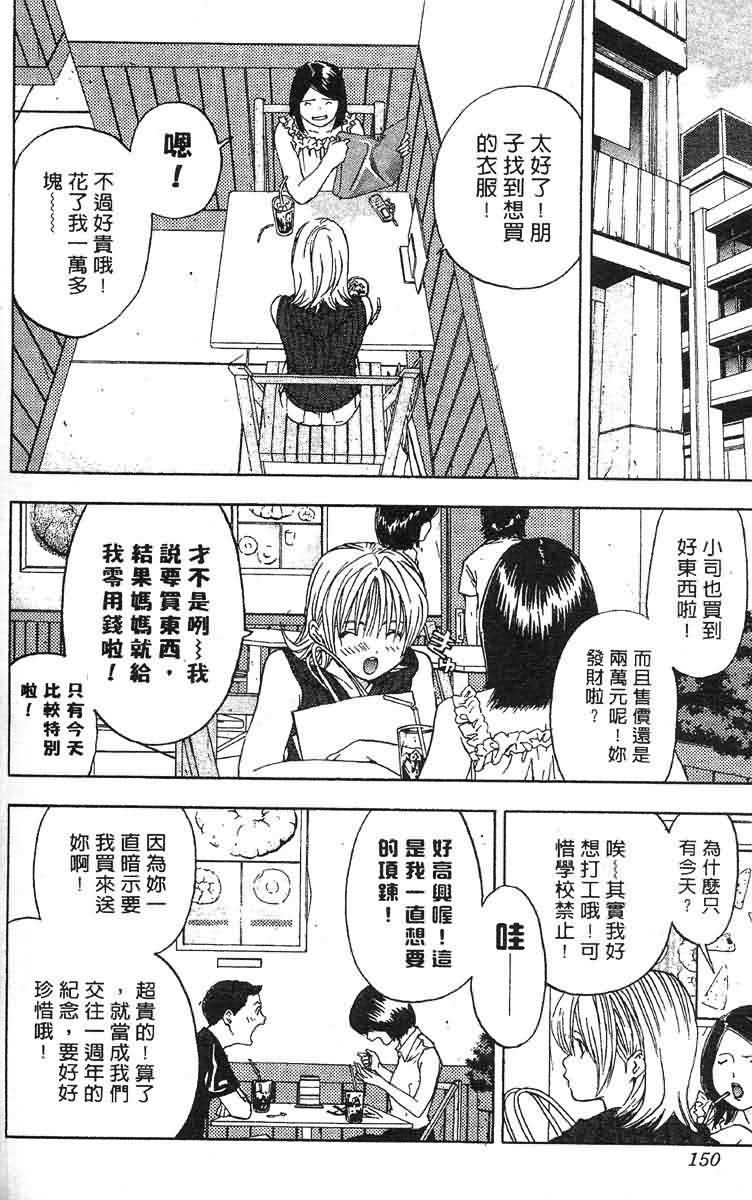 太好了！朋
子找到想買
的衣服！
嗯！
不過好貴哦！
花了我一萬多
塊～～
小司也買到
好東西啦！
而且售價還是
兩萬元呢！妳
發財啦？
才不是咧～我
說要買東西，
結果媽媽就給
我零用錢啦！
只有今天
比較特別
啦！
為什麼只
有今天？
唉～其實我好
想打工哦！可
惜學校禁止！
哇——
好高興喔！這
是我一直想要
的項鍊！
因為妳一
直暗示要
我買來送
妳啊！
超貴的！算了
，就當成我們
交往一週年的
紀念，要好好
珍惜哦！
150